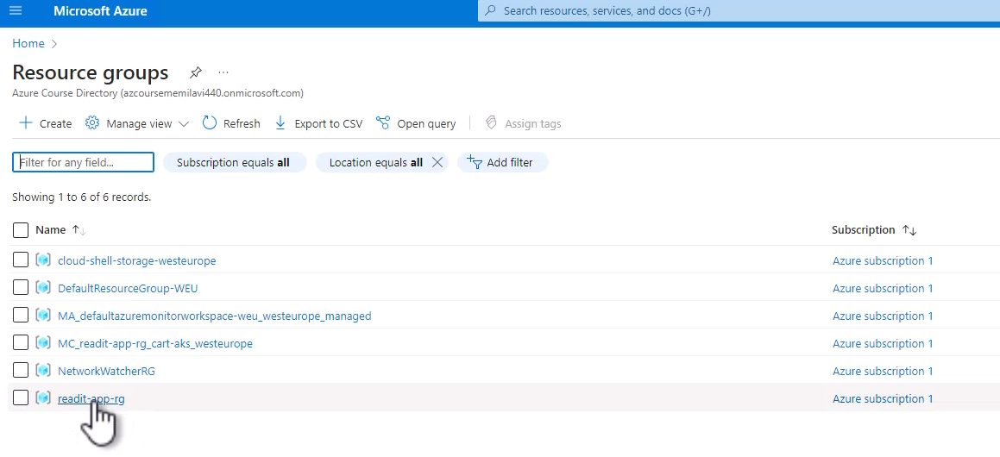 Microsoft Azure Search resources, services, and docs (G+/)
Home
Resource groups ...
Azure Course Directory (azcoursememilavi440.onmicrosoft.com)
Create Manage view Refresh Export to CSV Open query Assign tags
Filter for any field... Subscription equals all Location equals all Add filter
Showing 1 to 6 of 6 records.
Name Subscription
cloud-shell-storage-westeurope Azure subscription 1
DefaultResourceGroup-WEU Azure subscription 1
MA_defaultazuremonitorworkspace-weu_westeurope_managed Azure subscription 1
MC_readit-app-rg_cart-aks_westeurope Azure subscription 1
NetworkWatcherRG Azure subscription 1
readit-app-rg Azure subscription 1